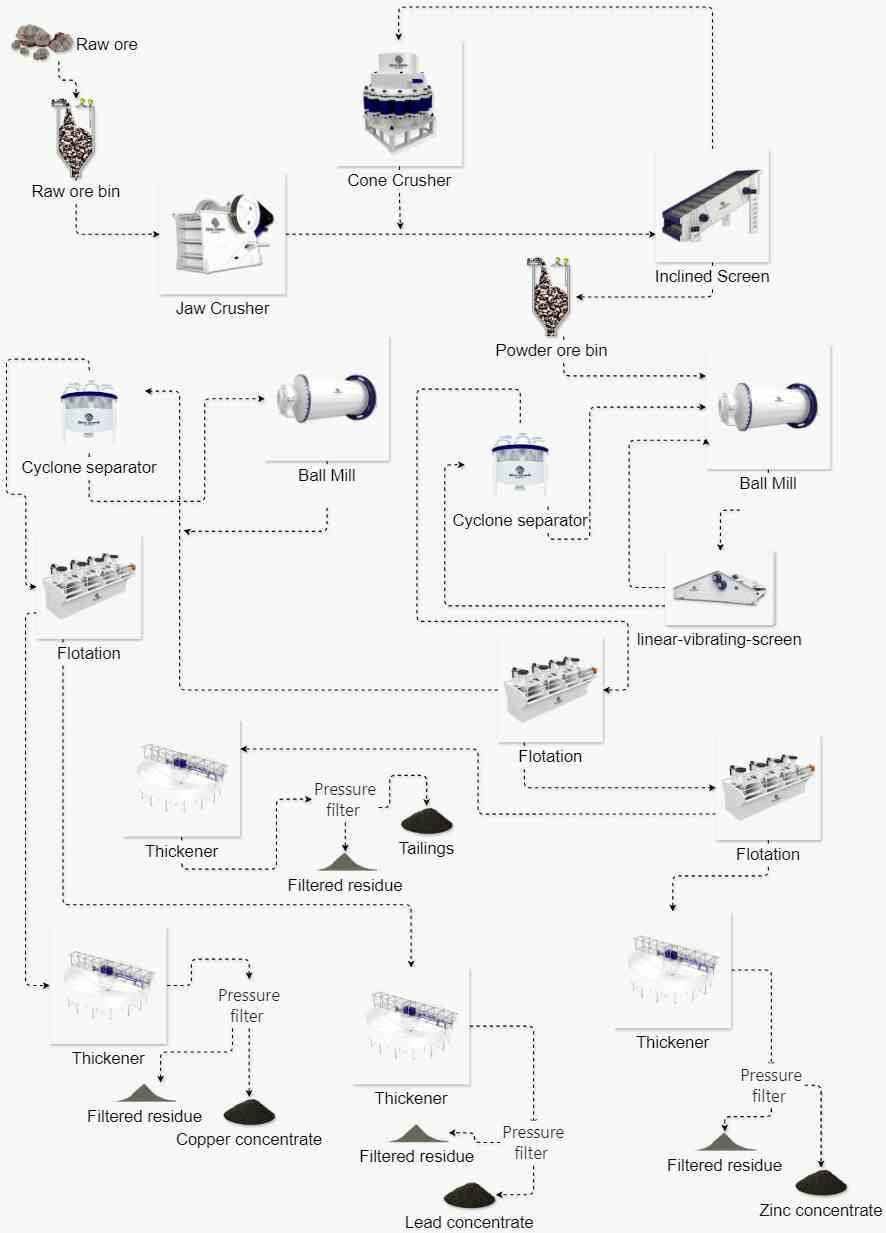 Raw ore
Raw ore bin
Cone Crusher
Jaw Crusher
Inclined Screen
Powder ore bin
Cyclone separator
Ball Mill
Cyclone separator
Ball Mill
linear-vibrating-screen
Flotation
Flotation
Flotation
Thickener
Pressure
filter
Tailings
Filtered residue
Thickener
Pressure
filter
Filtered residue
Copper concentrate
Thickener
Pressure
filter
Filtered residue
Lead concentrate
Thickener
Pressure
filter
Filtered residue
Zinc concentrate